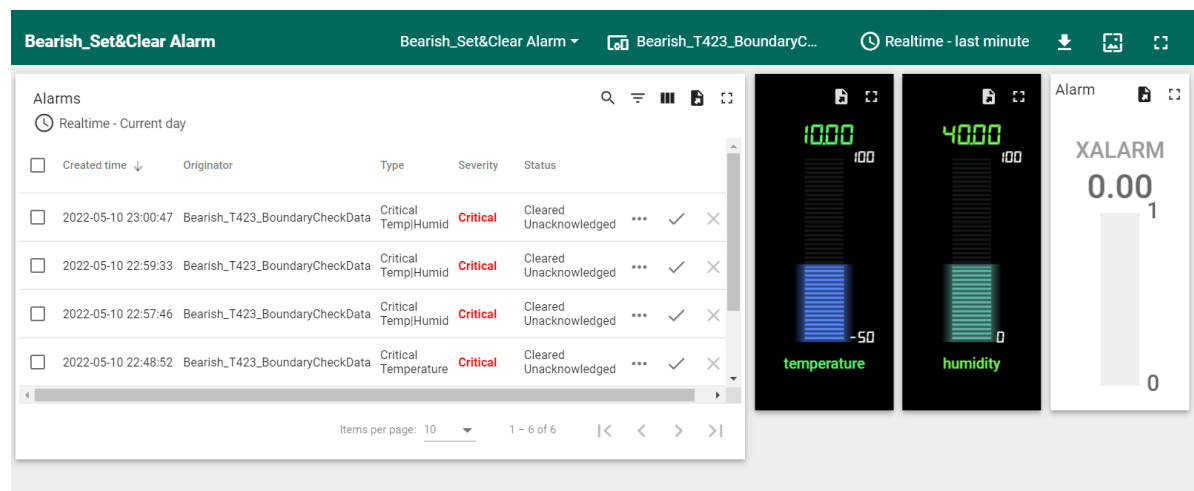 Bearish_Set&Clear Alarm
Bearish_Set&Clear Alarm
Bearish_T423_BoundaryC...
Realtime - last minute
Alarms
Realtime - Current day
Created time
Originator
Type
Severity
Status
2022-05-10 23:00:47
Bearish_T423_BoundaryCheckData
Critical
Temp|Humid
Critical
Cleared
Unacknowledged
2022-05-10 22:59:33
Bearish_T423_BoundaryCheckData
Critical
Temp|Humid
Critical
Cleared
Unacknowledged
2022-05-10 22:57:46
Bearish_T423_BoundaryCheckData
Critical
Temp|Humid
Critical
Cleared
Unacknowledged
2022-05-10 22:48:52
Bearish_T423_BoundaryCheckData
Critical
Temperature
Critical
Cleared
Unacknowledged
Items per page: 10
1 – 6 of 6
10.00
100
-50
temperature
40.00
100
0
humidity
Alarm
XALARM
0.00
1
0